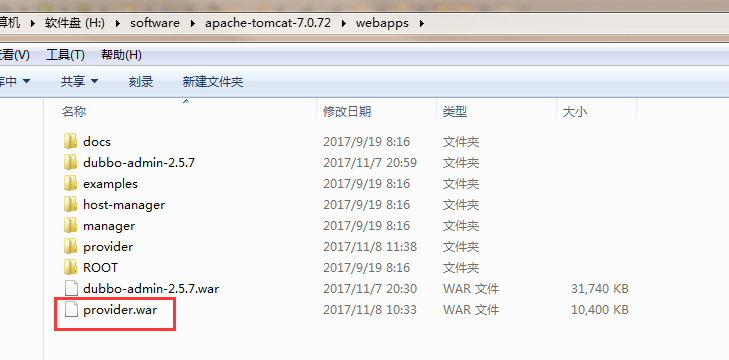 算机 ▸ 软件盘 (H:) ▸ software ▸ apache-tomcat-7.0.72 ▸ webapps ▸
查看(V) 工具(T) 帮助(H)
库中 共享 刻录 新建文件夹
名称 修改日期 类型 大小
docs 2017/9/19 8:16 文件夹
dubbo-admin-2.5.7 2017/11/7 20:59 文件夹
examples 2017/9/19 8:16 文件夹
host-manager 2017/9/19 8:16 文件夹
manager 2017/9/19 8:16 文件夹
provider 2017/11/8 11:38 文件夹
ROOT 2017/9/19 8:16 文件夹
dubbo-admin-2.5.7.war 2017/11/7 20:30 WAR 文件 31,740 KB
provider.war 2017/11/8 10:33 WAR 文件 10,400 KB